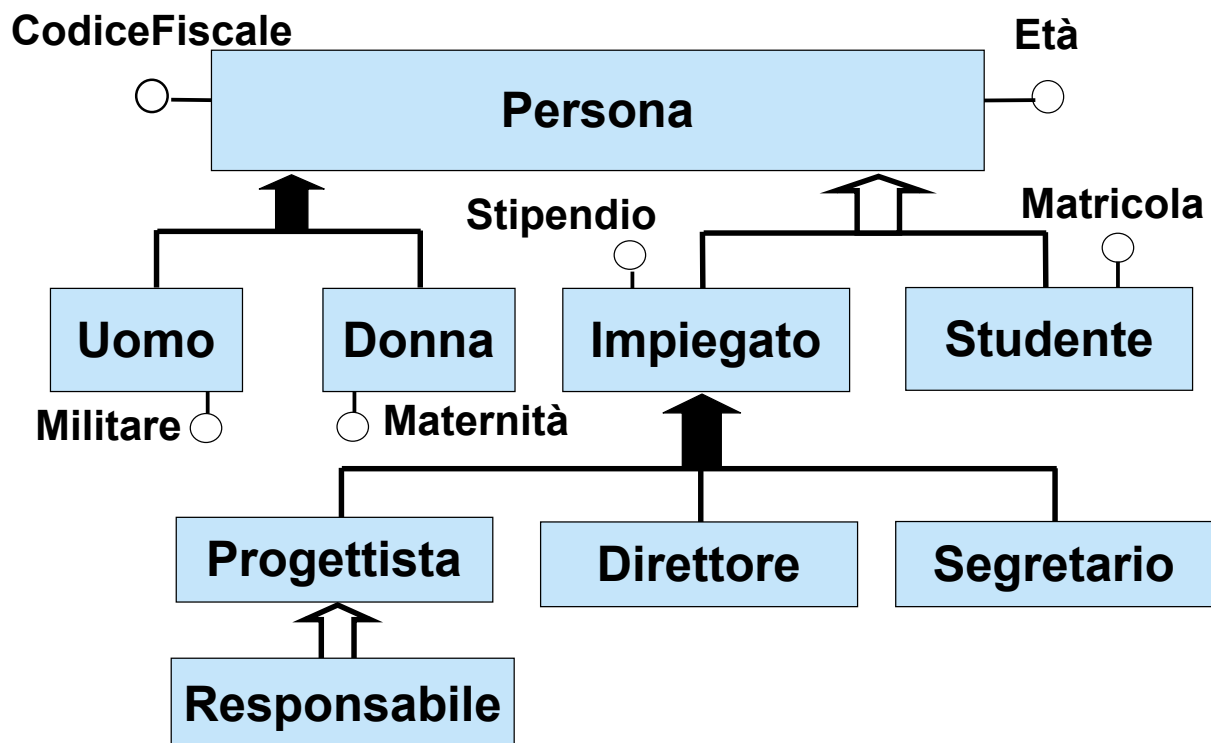 CodiceFiscale
Età
Persona
Stipendio
Matricola
Uomo
Donna
Impiegato
Studente
Militare
Maternità
Progettista
Direttore
Segretario
Responsabile